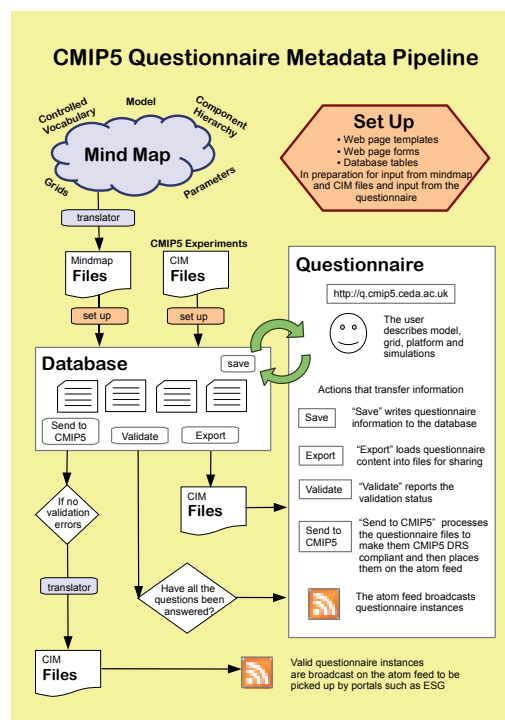 CMIP5 Questionnaire Metadata Pipeline
Controlled
Vocabulary
Model
Component
Hierarchy
Mind Map
Grids
Parameters
Set Up
• Web page templates
• Web page forms
• Database tables
In preparation for input from mindmap
and CIM files and input from the
questionnaire
translator
CMIP5 Experiments
Mindmap
Files
CIM
Files
set up
set up
Database
save
Send to
CMIP5
Validate
Export
Questionnaire
http://q.cmip5.ceda.ac.uk
The user
describes model,
grid, platform and
simulations
Actions that transfer information
Save
“Save” writes questionnaire
information to the database
Export
“Export” loads questionnaire
content into files for sharing
Validate
“Validate” reports the
validation status
Send to
CMIP5
“Send to CMIP5” processes
the questionnaire files to
make them CMIP5 DRS
compliant and then places
them on the atom feed
The atom feed broadcasts
questionnaire instances
If no
validation
errors
CIM
Files
translator
Have all the
questions been
answered?
CIM
Files
Valid questionnaire instances
are broadcast on the atom feed to be
picked up by portals such as ESG